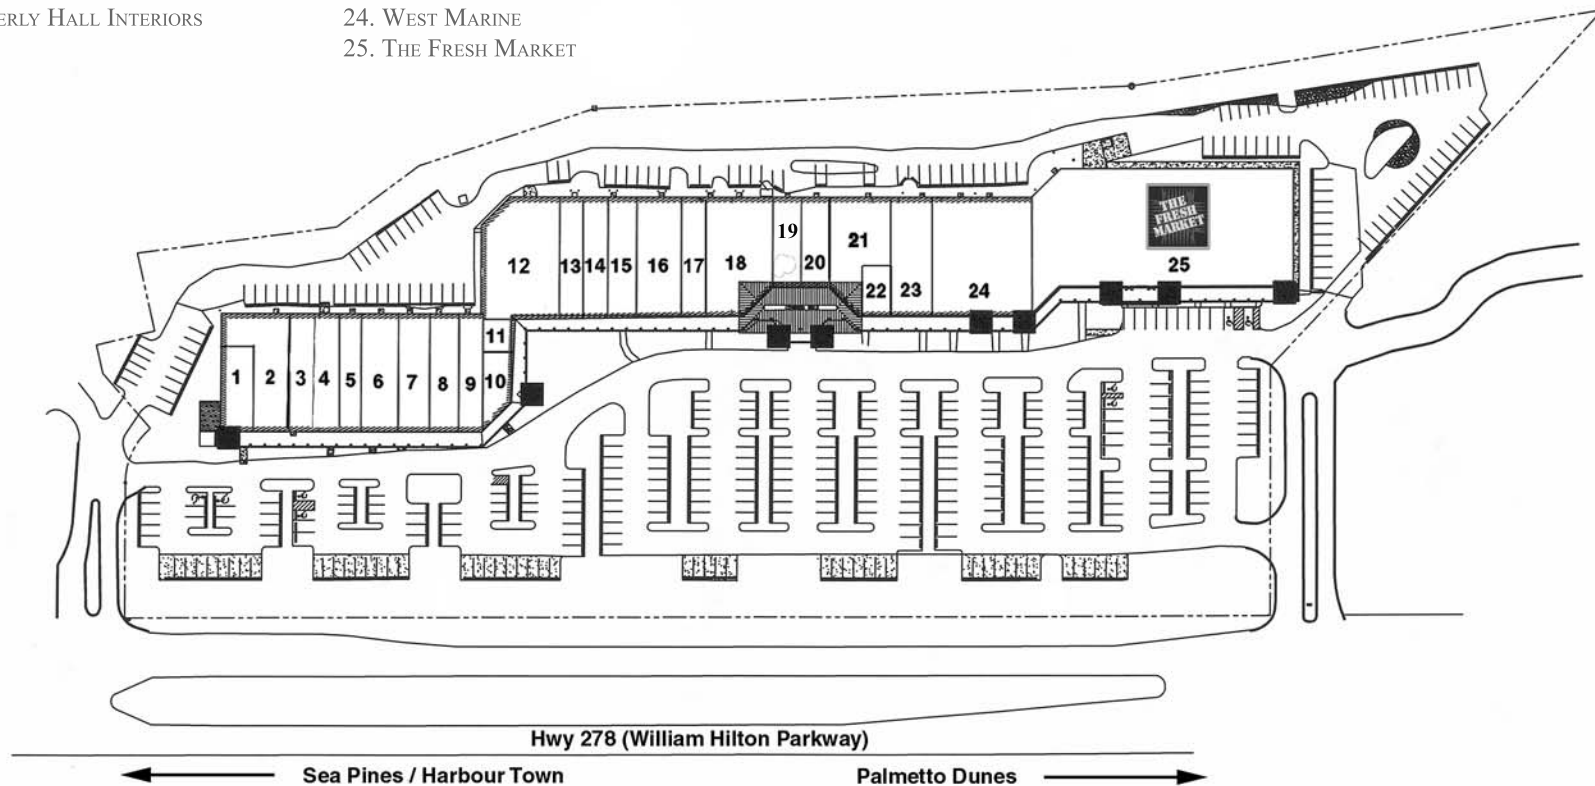 ERLY HALL INTERIORS
24. WEST MARINE
25. THE FRESH MARKET
THE
FRESH
MARKET
12
13
14
15
16
17
18
19
20
21
22
23
24
25
11
1
2
3
4
5
6
7
8
9
10
Hwy 278 (William Hilton Parkway)
Sea Pines / Harbour Town
Palmetto Dunes